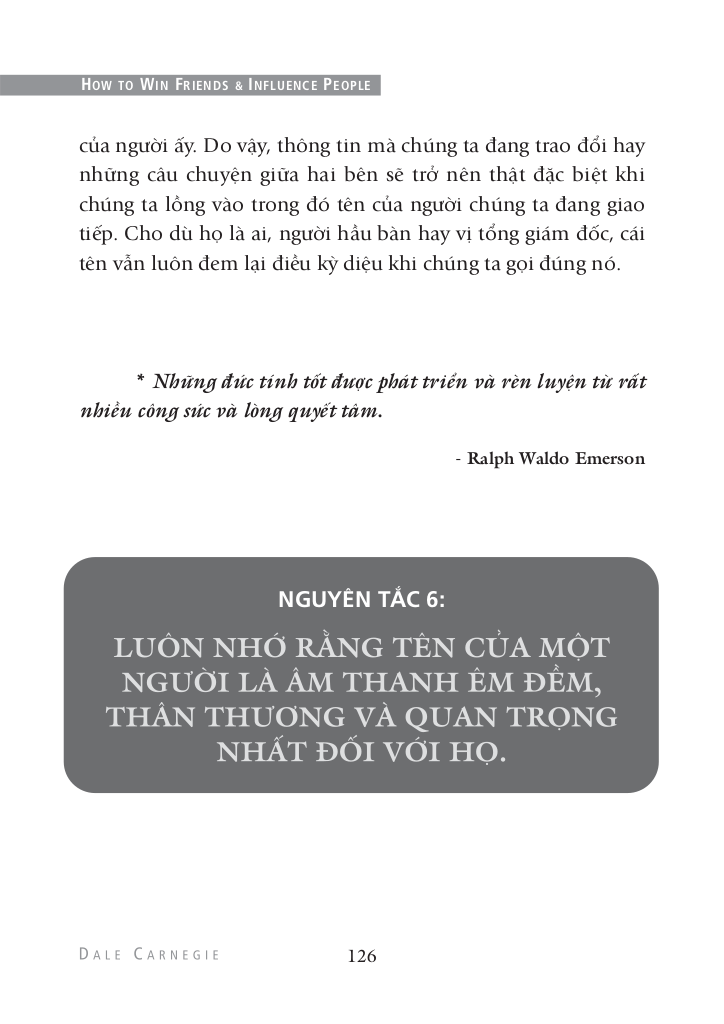 HOW TO WIN FRIENDS & INFLUENCE PEOPLE
của người ấy. Do vậy, thông tin mà chúng ta đang trao đổi hay
những câu chuyện giữa hai bên sẽ trở nên thật đặc biệt khi
chúng ta lồng vào trong đó tên của người chúng ta đang giao
tiếp. Cho dù họ là ai, người hầu bàn hay vị tổng giám đốc, cái
tên vẫn luôn đem lại điều kỳ diệu khi chúng ta gọi đúng nó.
* Những đức tính tốt được phát triển và rèn luyện từ rất
nhiều công sức và lòng quyết tâm.
- Ralph Waldo Emerson
NGUYÊN TẮC 6:
LUÔN NHỚ RẰNG TÊN CỦA MỘT
NGƯỜI LÀ ÂM THANH ÊM ĐỀM,
THÂN THƯƠNG VÀ QUAN TRỌNG
NHẤT ĐỐI VỚI HỌ.
DALE CARNEGIE 126